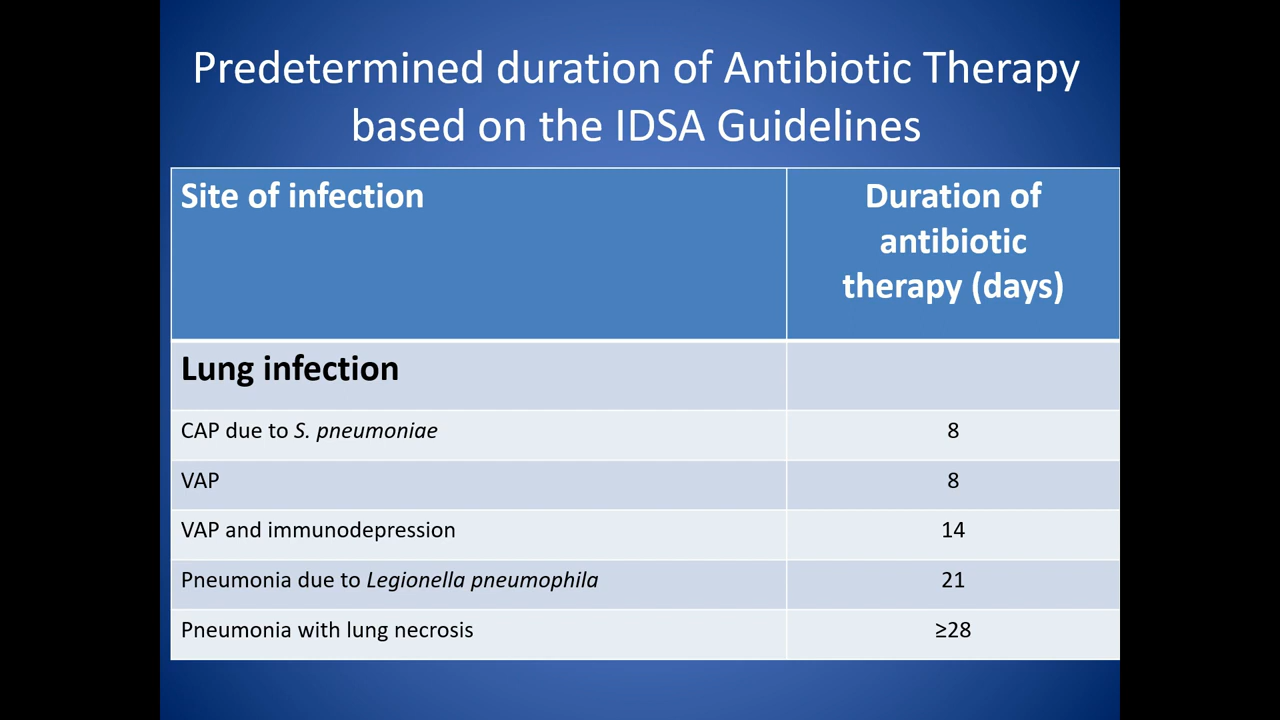 Predetermined duration of Antibiotic Therapy
based on the IDSA Guidelines
Site of infection
Duration of
antibiotic
therapy (days)
Lung infection
CAP due to S. pneumoniae 8
VAP 8
VAP and immunodepression 14
Pneumonia due to Legionella pneumophila 21
Pneumonia with lung necrosis ≥28